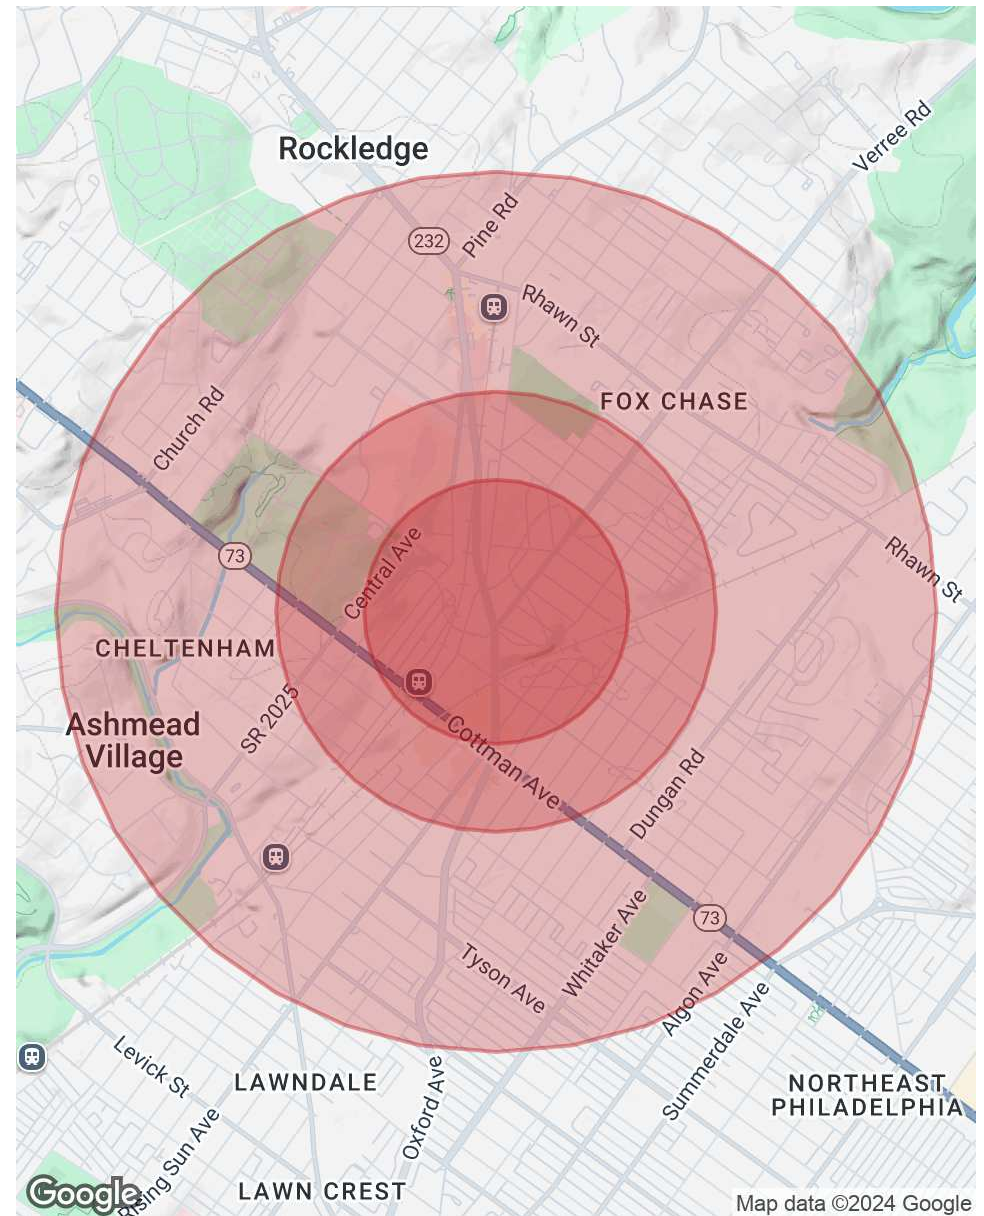 Verree Rd
Rockledge
Pine Rd
232
Rhawn St
FOX CHASE
Church Rd
Central Ave
73
Rhawn St
CHELTENHAM
SR 2025
Ashmead
Village
Cottman Ave
Dungan Rd
Whitaker Ave
73
Tyson Ave
Algon Ave
Summerdale Ave
Levick St
LAWNDALE
Oxford Ave
NORTHEAST
PHILADELPHIA
Rising Sun Ave
LAWN CREST
Google
Map data ©2024 Google